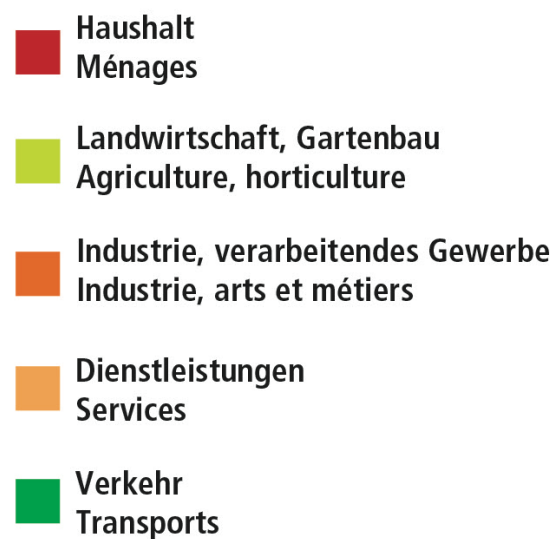 Haushalt
Ménages
Landwirtschaft, Gartenbau
Agriculture, horticulture
Industrie, verarbeitendes Gewerbe
Industrie, arts et métiers
Dienstleistungen
Services
Verkehr
Transports